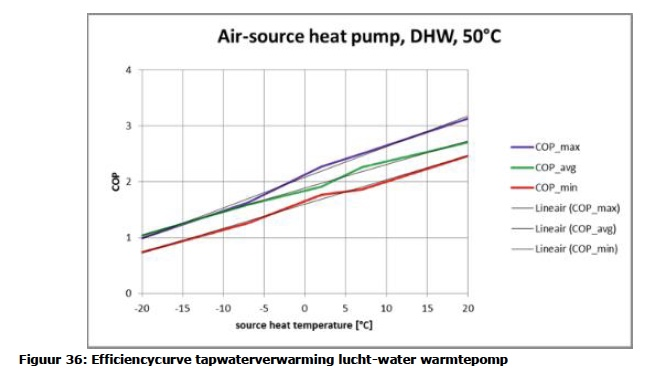 Air-source heat pump, DHW, 50°C
4
3
2
1
0
COP
-20 -15 -10 -5 0 5 10 15 20
source heat temperature [°C]
COP_max
COP_avg
COP_min
Lineair (COP_max)
Lineair (COP_avg)
Lineair (COP_min)
Figuur 36: Efficiencycurve tapwaterverwarming lucht-water warmtepomp